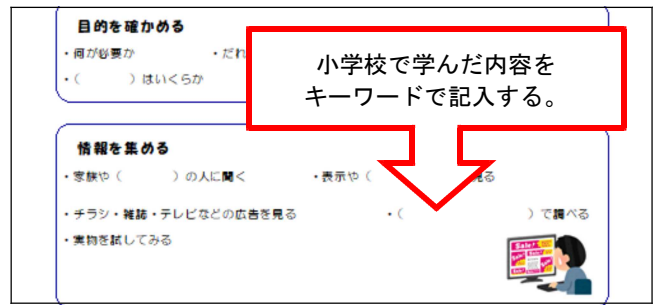 目的を確かめる
・何が必要か ・だれ
・( )はいくらか
小学校で学んだ内容を
キーワードで記入する。
情報を集める
・家族や( )の人に聞く ・表示や( 見る
・チラシ・雑誌・テレビなどの広告を見る ・( )で調べる
・実物を試してみる
Sale!